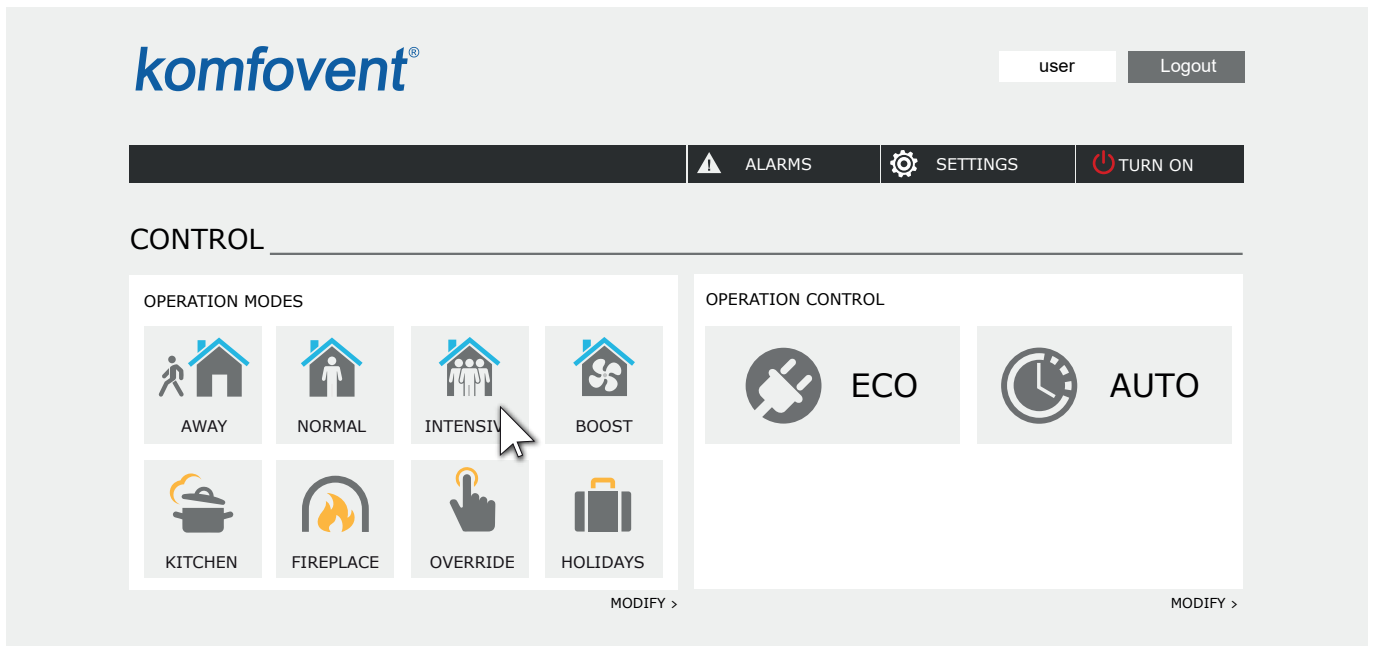 komfovent®
user
Logout
ALARMS
SETTINGS
TURN ON
CONTROL
OPERATION MODES
OPERATION CONTROL
AWAY
NORMAL
INTENSIV
BOOST
ECO
AUTO
KITCHEN
FIREPLACE
OVERRIDE
HOLIDAYS
MODIFY >
MODIFY >